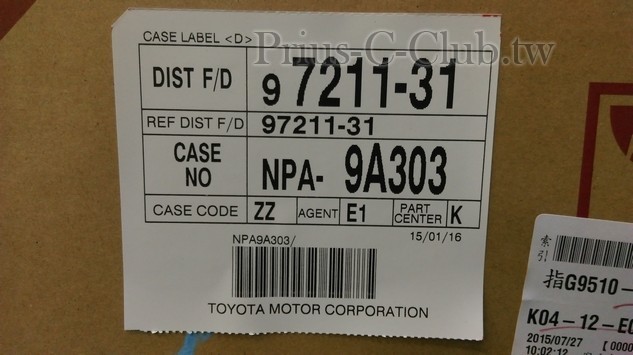 CASE LABEL <D>
Prius-C-Club.tw
DIST F/D 9 7211-31
REF DIST F/D 97211-31
CASE NO NPA- 9A303
CASE CODE ZZ AGENT E1 PART CENTER K
NPA9A303/ 15/01/16
TOYOTA MOTOR CORPORATION
索引
指G9510-
K04-12-E0
2015/07/27 [ 0000
10:02:12